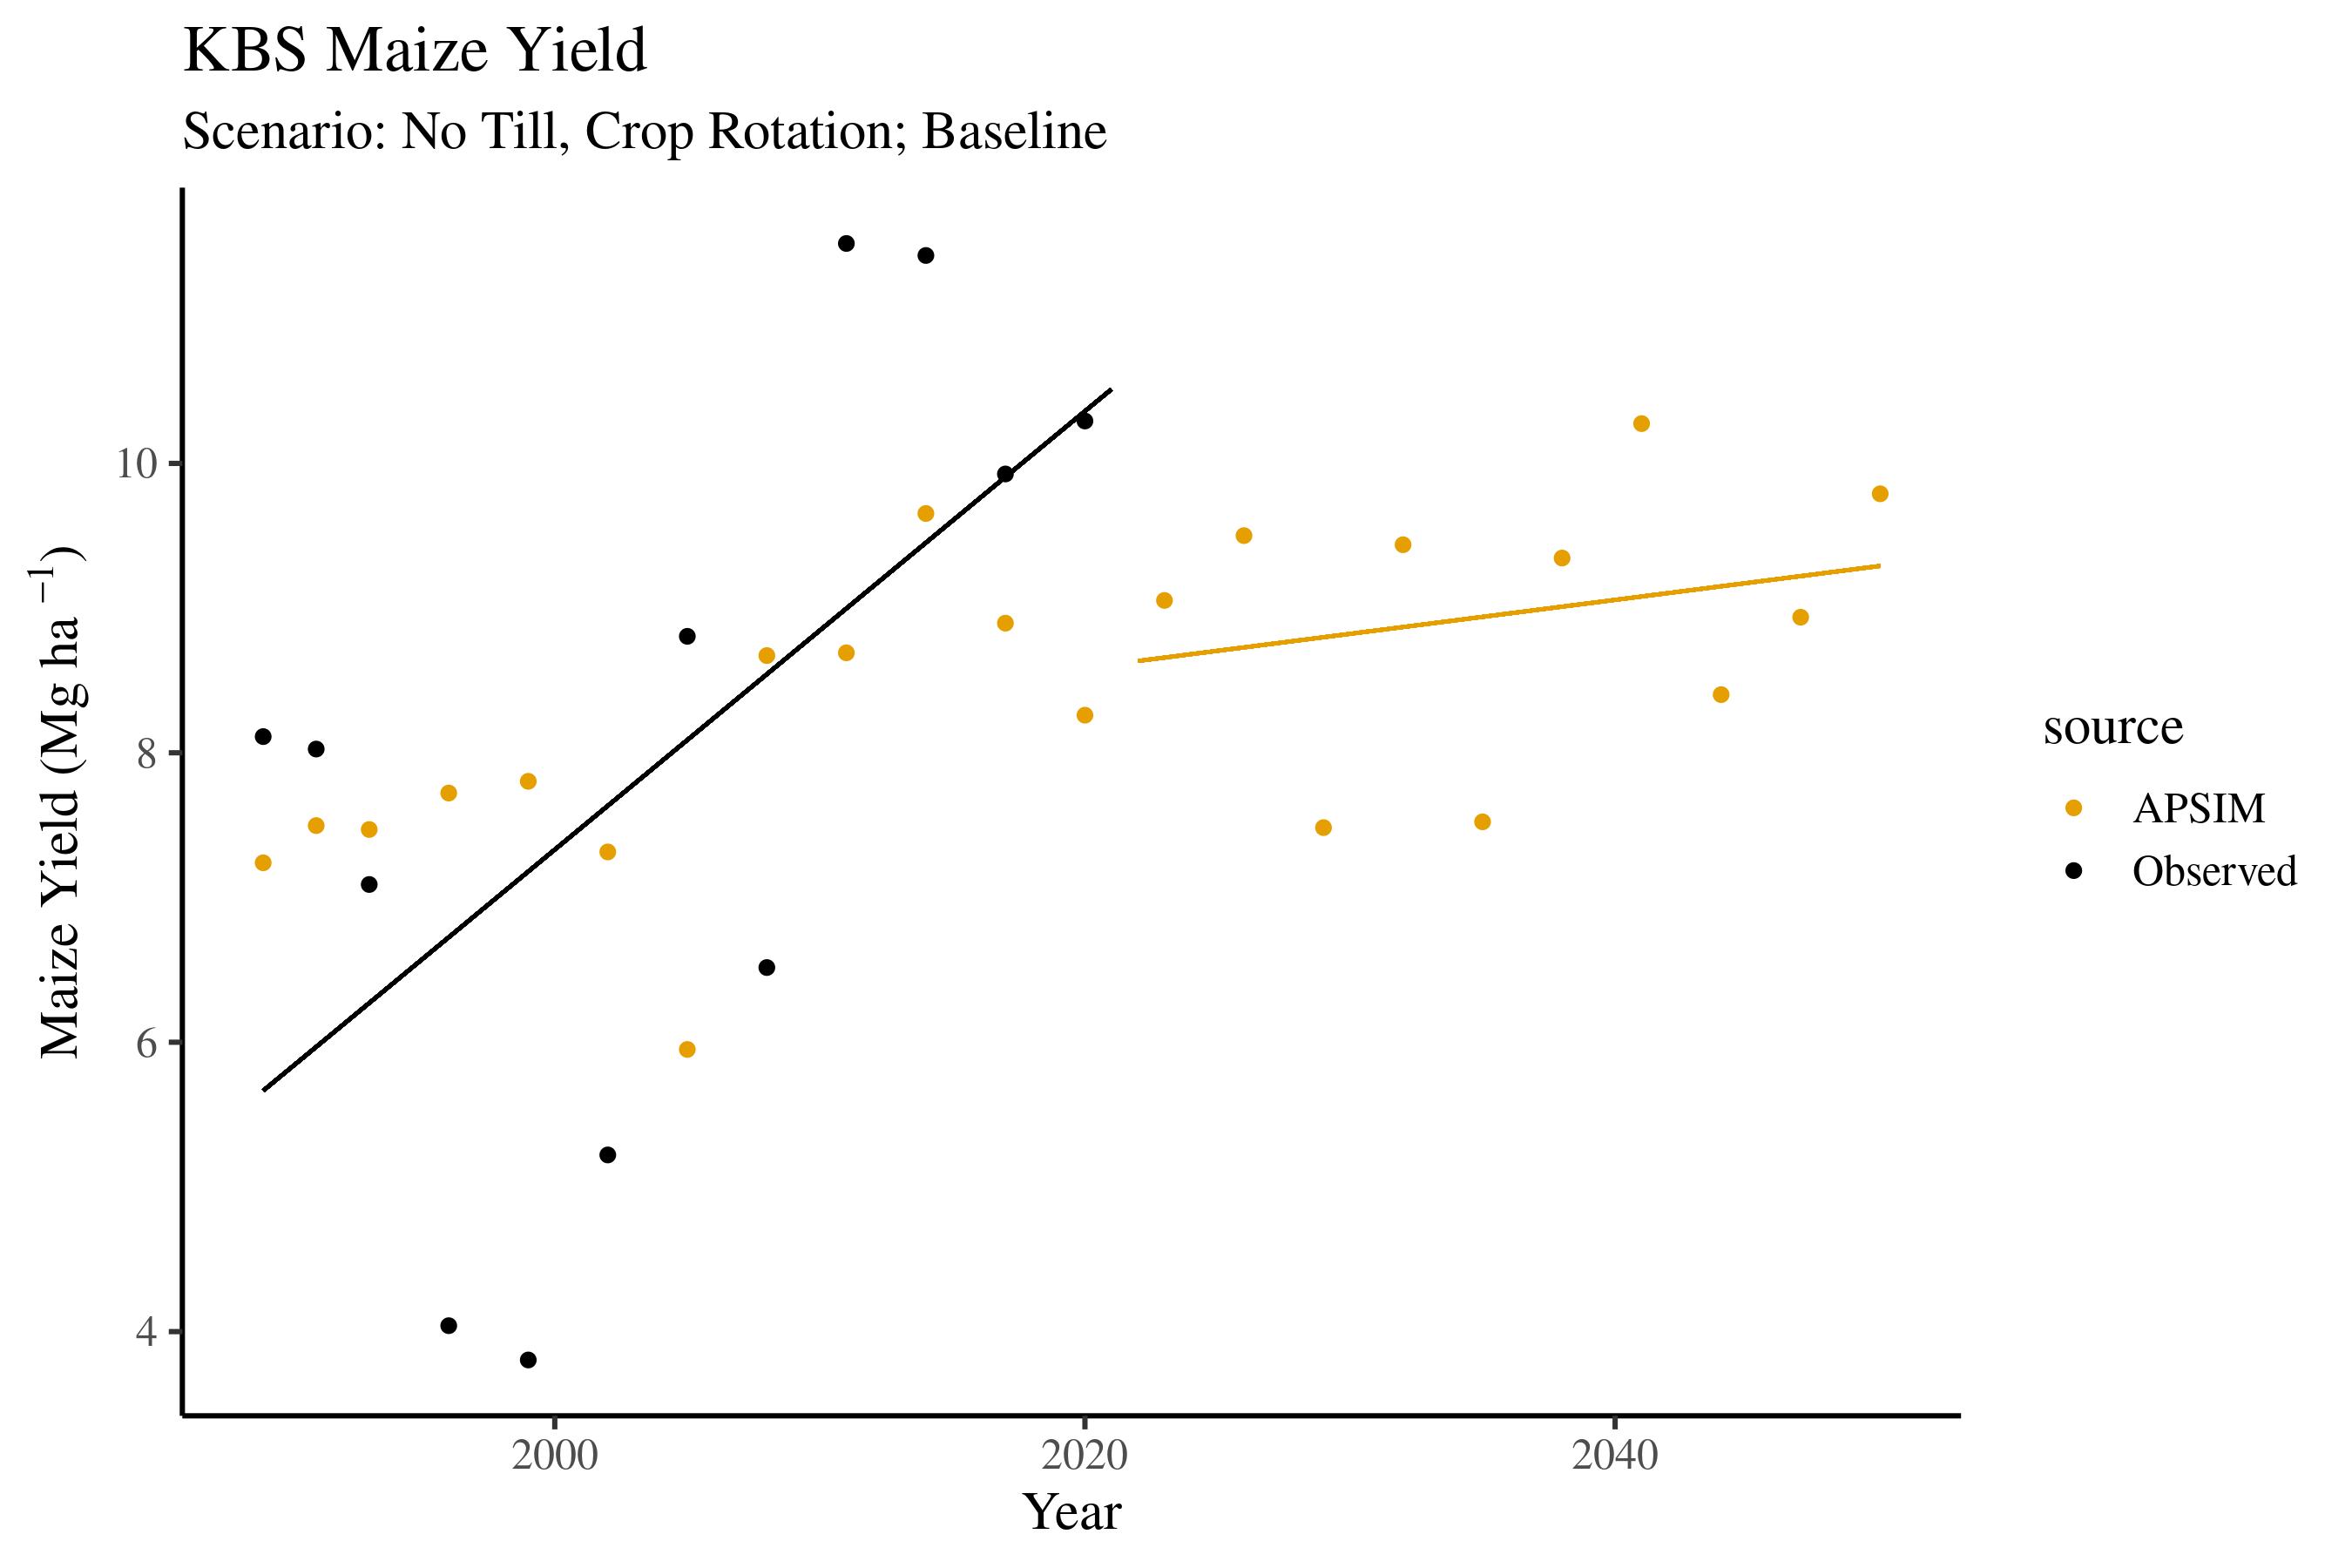 KBS Maize Yield
Scenario: No Till, Crop Rotation; Baseline
Maize Yield (Mg ha −1)
10
8
6
4
2000
2020
2040
Year
source
APSIM
Observed